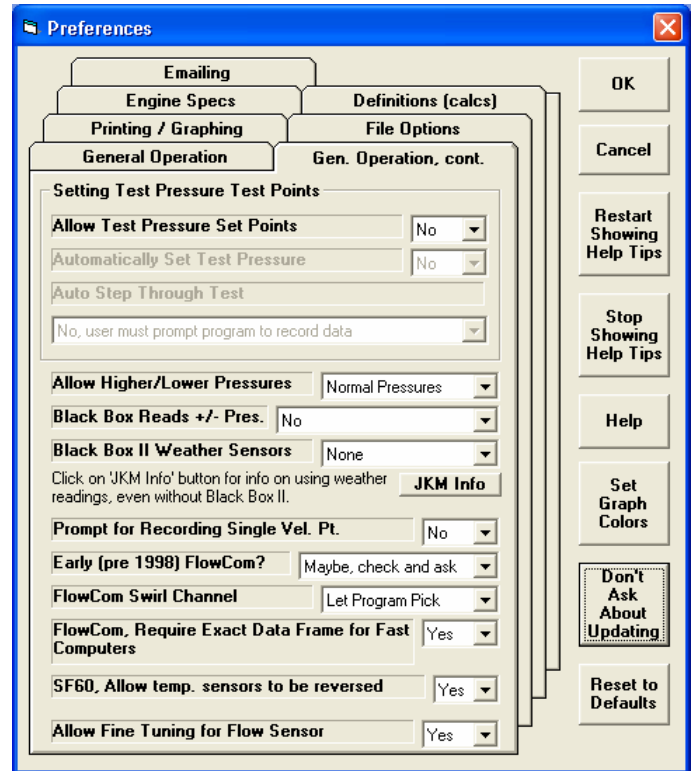 Preferences
Emailing
Engine Specs
Definitions (calcs)
Printing / Graphing
File Options
General Operation
Gen. Operation, cont.
Setting Test Pressure Test Points
Allow Test Pressure Set Points
No
Automatically Set Test Pressure
No
Auto Step Through Test
No, user must prompt program to record data
Allow Higher/Lower Pressures
Normal Pressures
Black Box Reads +/- Pres.
No
Black Box II Weather Sensors
None
Click on 'JKM Info' button for info on using weather
readings, even without Black Box II.
JKM Info
Prompt for Recording Single Vel. Pt.
No
Early (pre 1998) FlowCom?
Maybe, check and ask
FlowCom Swirl Channel
Let Program Pick
FlowCom, Require Exact Data Frame for Fast
Computers
Yes
SF60, Allow temp. sensors to be reversed
Yes
Allow Fine Tuning for Flow Sensor
Yes
OK
Cancel
Restart
Showing
Help Tips
Stop
Showing
Help Tips
Help
Set
Graph
Colors
Don't
Ask
About
Updating
Reset to
Defaults